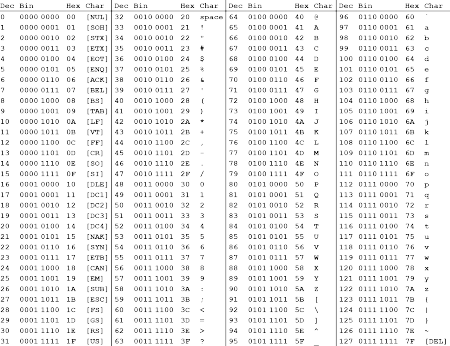 Dec Bin Hex Char Dec Bin Hex Char Dec Bin Hex Char Dec Bin Hex Char
0 0000 0000 00 [NUL] 32 0010 0000 20 space 64 0100 0000 40 @ 96 0110 0000 60 `
1 0000 0001 01 [SOH] 33 0010 0001 21 ! 65 0100 0001 41 A 97 0110 0001 61 a
2 0000 0010 02 [STX] 34 0010 0010 22 " 66 0100 0010 42 B 98 0110 0010 62 b
3 0000 0011 03 [ETX] 35 0010 0011 23 # 67 0100 0011 43 C 99 0110 0011 63 c
4 0000 0100 04 [EOT] 36 0010 0100 24 $ 68 0100 0100 44 D 100 0110 0100 64 d
5 0000 0101 05 [ENQ] 37 0010 0101 25 % 69 0100 0101 45 E 101 0110 0101 65 e
6 0000 0110 06 [ACK] 38 0010 0110 26 & 70 0100 0110 46 F 102 0110 0110 66 f
7 0000 0111 07 [BEL] 39 0010 0111 27 ' 71 0100 0111 47 G 103 0110 0111 67 g
8 0000 1000 08 [BS] 40 0010 1000 28 ( 72 0100 1000 48 H 104 0110 1000 68 h
9 0000 1001 09 [TAB] 41 0010 1001 29 ) 73 0100 1001 49 I 105 0110 1001 69 i
10 0000 1010 0A [LF] 42 0010 1010 2A * 74 0100 1010 4A J 106 0110 1010 6A j
11 0000 1011 0B [VT] 43 0010 1011 2B + 75 0100 1011 4B K 107 0110 1011 6B k
12 0000 1100 0C [FF] 44 0010 1100 2C , 76 0100 1100 4C L 108 0110 1100 6C l
13 0000 1101 0D [CR] 45 0010 1101 2D - 77 0100 1101 4D M 109 0110 1101 6D m
14 0000 1110 0E [SO] 46 0010 1110 2E . 78 0100 1110 4E N 110 0110 1110 6E n
15 0000 1111 0F [SI] 47 0010 1111 2F / 79 0100 1111 4F O 111 0110 1111 6F o
16 0001 0000 10 [DLE] 48 0011 0000 30 0 80 0101 0000 50 P 112 0111 0000 70 p
17 0001 0001 11 [DC1] 49 0011 0001 31 1 81 0101 0001 51 Q 113 0111 0001 71 q
18 0001 0010 12 [DC2] 50 0011 0010 32 2 82 0101 0010 52 R 114 0111 0010 72 r
19 0001 0011 13 [DC3] 51 0011 0011 33 3 83 0101 0011 53 S 115 0111 0011 73 s
20 0001 0100 14 [DC4] 52 0011 0100 34 4 84 0101 0100 54 T 116 0111 0100 74 t
21 0001 0101 15 [NAK] 53 0011 0101 35 5 85 0101 0101 55 U 117 0111 0101 75 u
22 0001 0110 16 [SYN] 54 0011 0110 36 6 86 0101 0110 56 V 118 0111 0110 76 v
23 0001 0111 17 [ETB] 55 0011 0111 37 7 87 0101 0111 57 W 119 0111 0111 77 w
24 0001 1000 18 [CAN] 56 0011 1000 38 8 88 0101 1000 58 X 120 0111 1000 78 x
25 0001 1001 19 [EM] 57 0011 1001 39 9 89 0101 1001 59 Y 121 0111 1001 79 y
26 0001 1010 1A [SUB] 58 0011 1010 3A : 90 0101 1010 5A Z 122 0111 1010 7A z
27 0001 1011 1B [ESC] 59 0011 1011 3B ; 91 0101 1011 5B [ 123 0111 1011 7B {
28 0001 1100 1C [FS] 60 0011 1100 3C < 92 0101 1100 5C \ 124 0111 1100 7C |
29 0001 1101 1D [GS] 61 0011 1101 3D = 93 0101 1101 5D ] 125 0111 1101 7D }
30 0001 1110 1E [RS] 62 0011 1110 3E > 94 0101 1110 5E ^ 126 0111 1110 7E ~
31 0001 1111 1F [US] 63 0011 1111 3F ? 95 0101 1111 5F _ 127 0111 1111 7F [DEL]